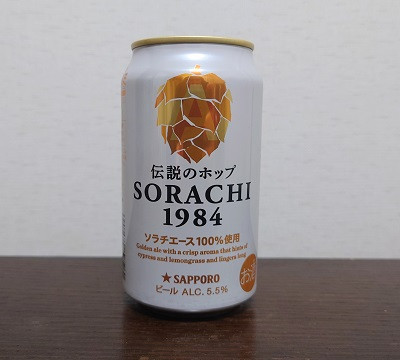 伝説のホップ
SORACHI
1984
ソラチエース100%使用
Golden ale with a crisp aroma that hints of
cypress and lemongrass and lingers long
★ SAPPORO
ビール ALC. 5.5%
お酒